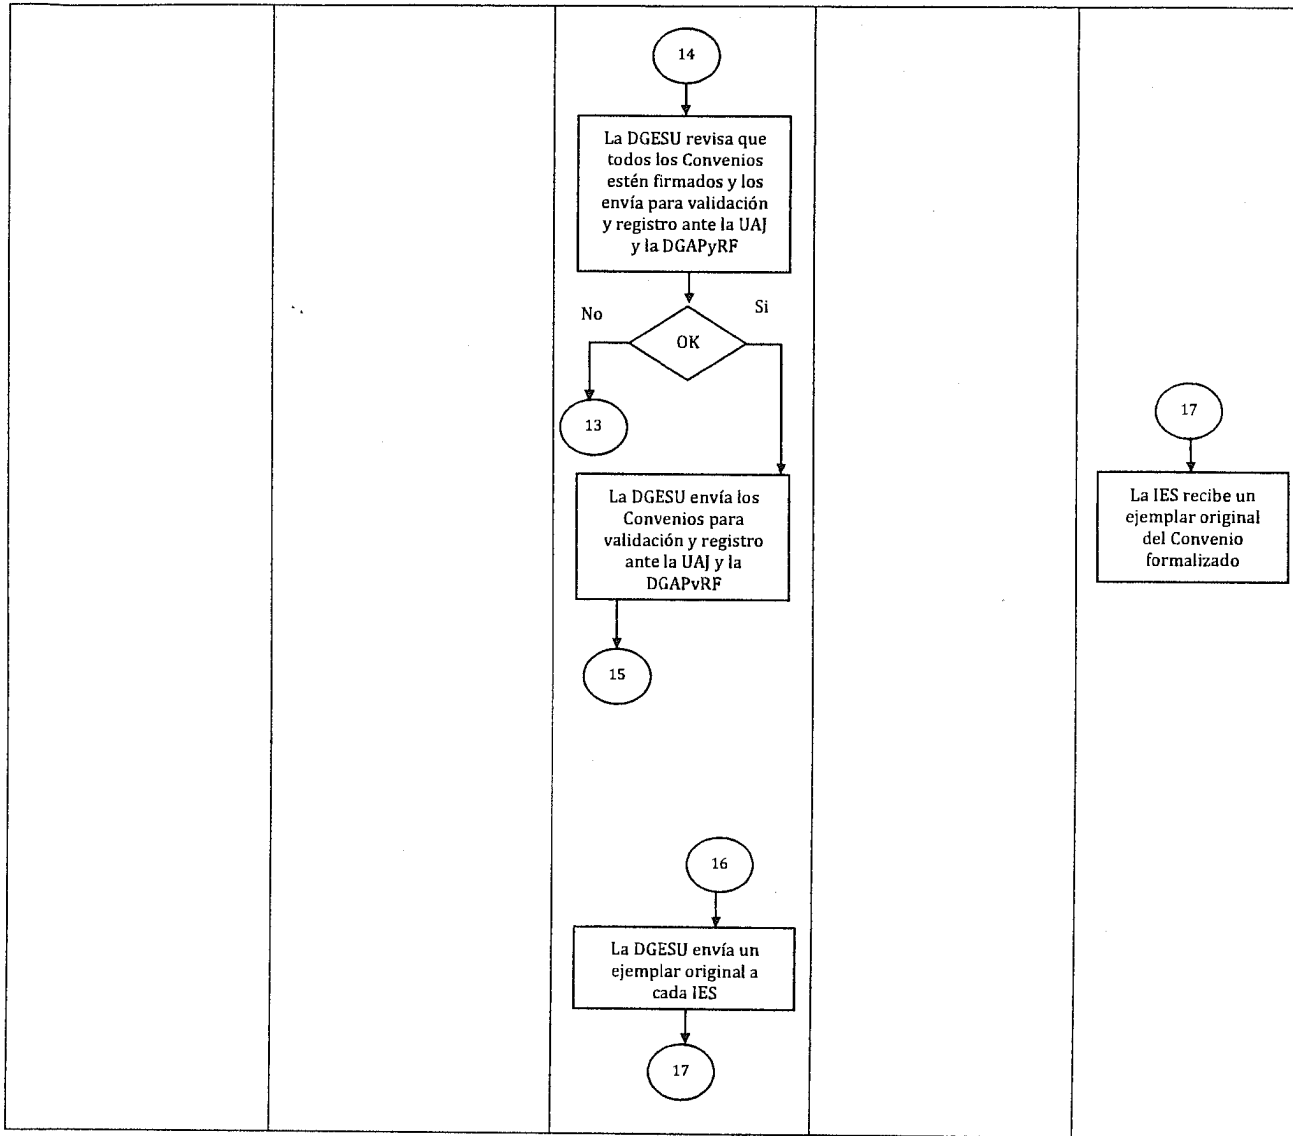 14
La DGESU revisa que
todos los Convenios
estén firmados y los
envía para validación
y registro ante la UAJ
y la DGAPyRF
No
Si
OK
13
La DGESU envía los
Convenios para
validación y registro
ante la UAJ y la
DGAPvRF
15
16
La DGESU envía un
ejemplar original a
cada IES
17
17
La IES recibe un
ejemplar original
del Convenio
formalizado